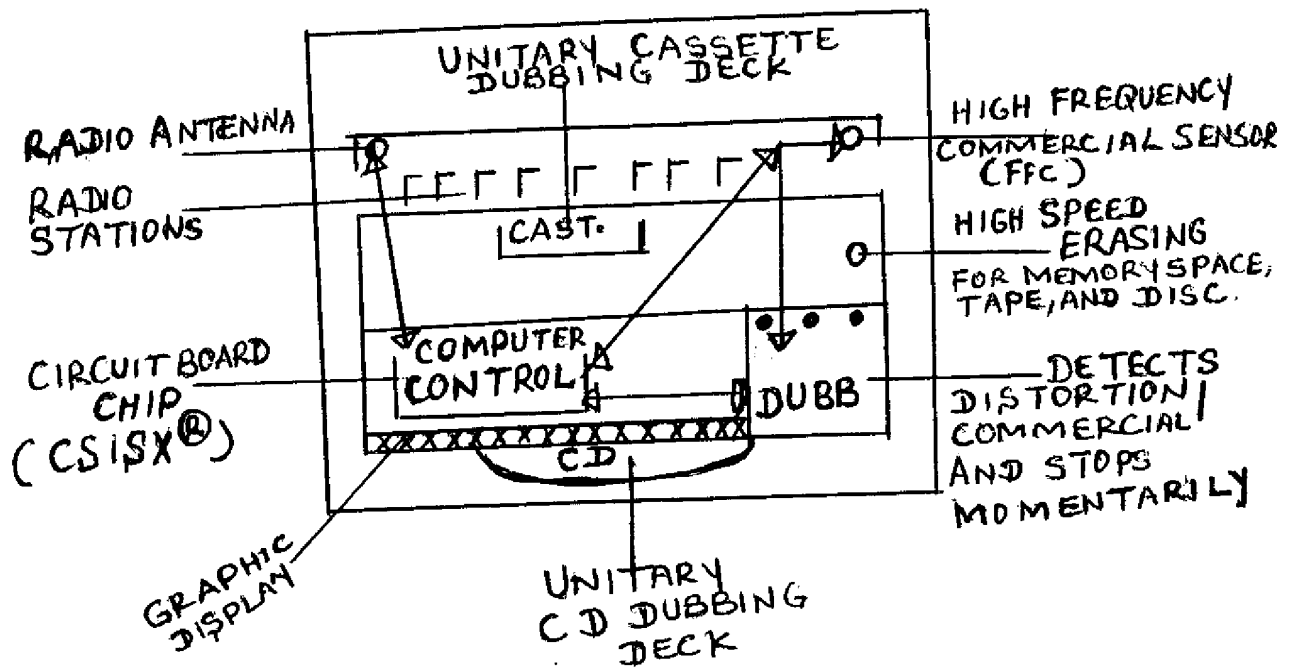 UNITARY CASSETTE
DUBBING DECK
RADIO ANTENNA
RADIO
STATIONS
HIGH FREQUENCY
COMMERCIAL SENSOR
(FFC)
HIGH SPEED
ERASING
FOR MEMORY SPACE,
TAPE, AND DISC.
CAST.
COMPUTER
CONTROL
DUBB
CIRCUIT BOARD
CHIP
(CSiSX®)
DETECTS
DISTORTION/
COMMERCIAL
AND STOPS
MOMENTARILY
CD
GRAPHIC
DISPLAY
UNITARY
CD DUBBING
DECK